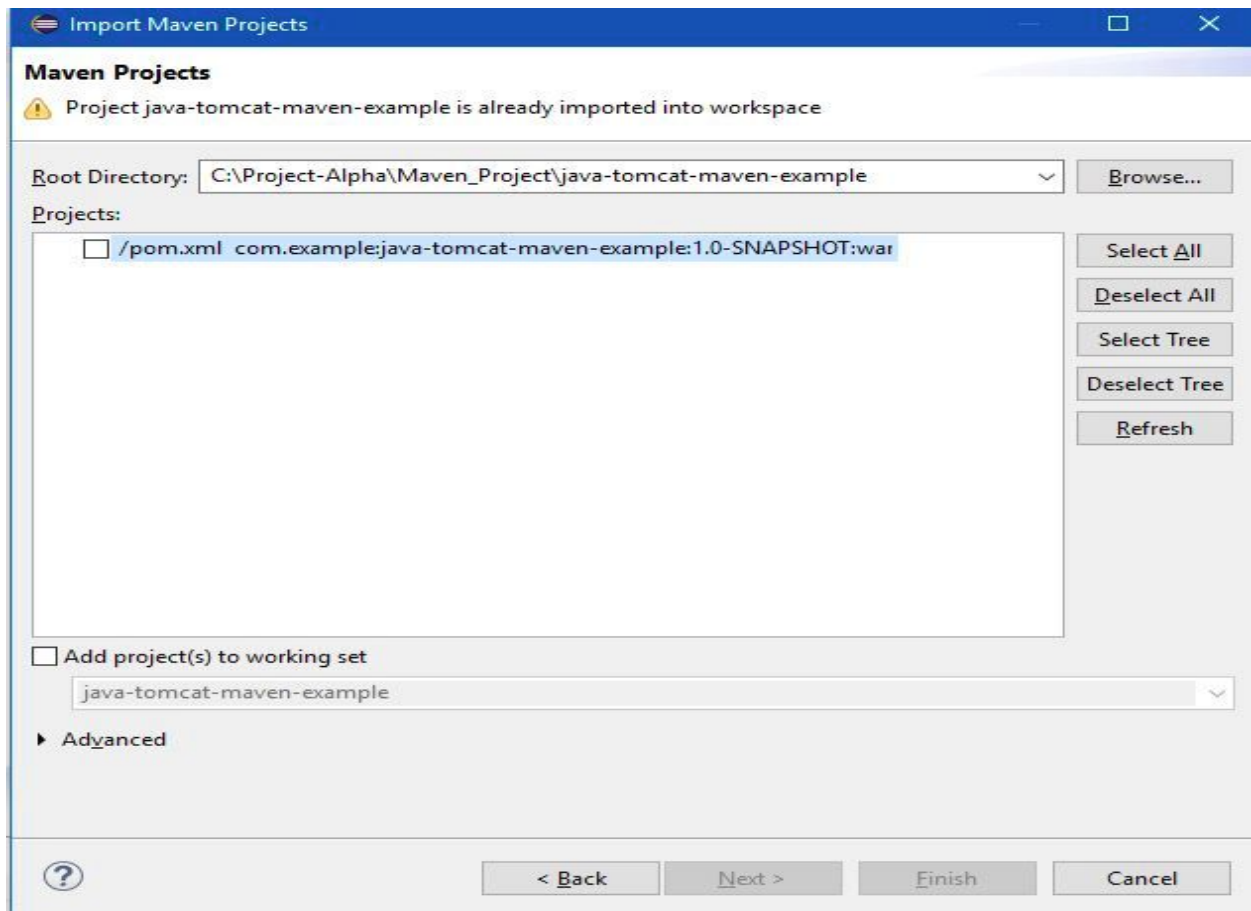 Import Maven Projects
Maven Projects
Project java-tomcat-maven-example is already imported into workspace
Root Directory: C:\Project-Alpha\Maven_Project\java-tomcat-maven-example Browse...
Projects:
/pom.xml com.example:java-tomcat-maven-example:1.0-SNAPSHOT:war
Select All
Deselect All
Select Tree
Deselect Tree
Refresh
Add project(s) to working set
java-tomcat-maven-example
Advanced
? < Back Next > Finish Cancel